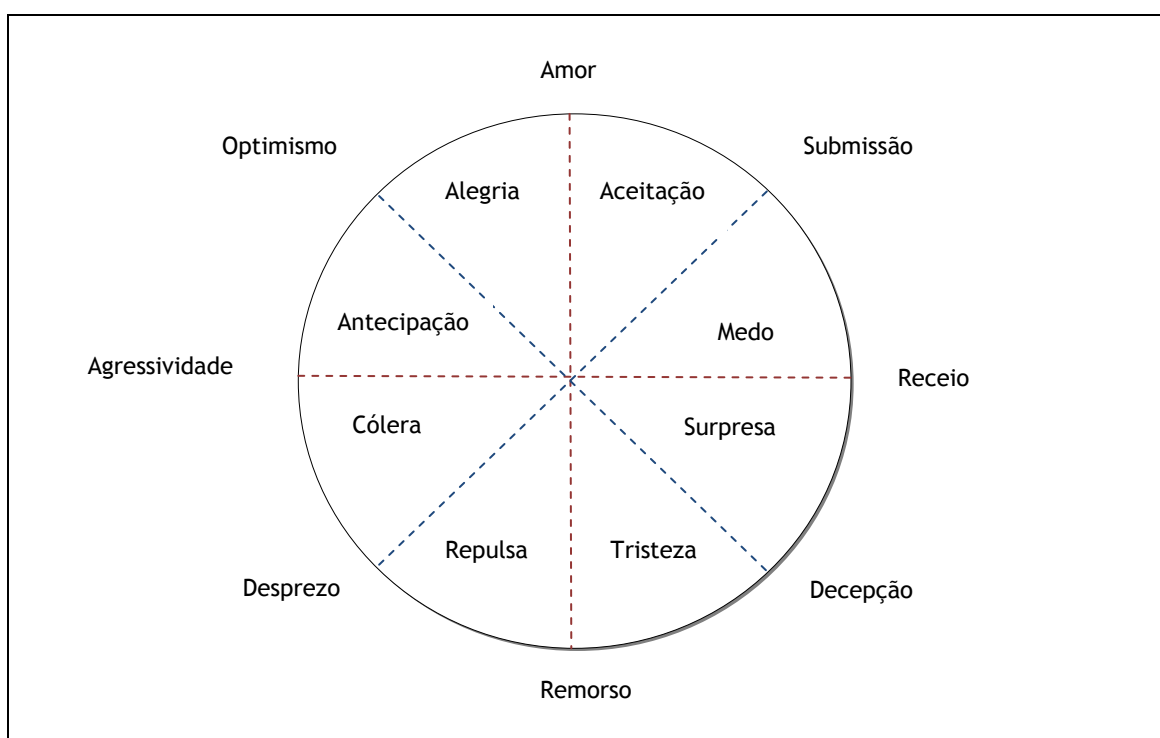 Amor
Optimismo
Submissão
Alegria
Aceitação
Antecipação
Medo
Agressividade
Receio
Cólera
Surpresa
Repulsa
Tristeza
Desprezo
Decepção
Remorso